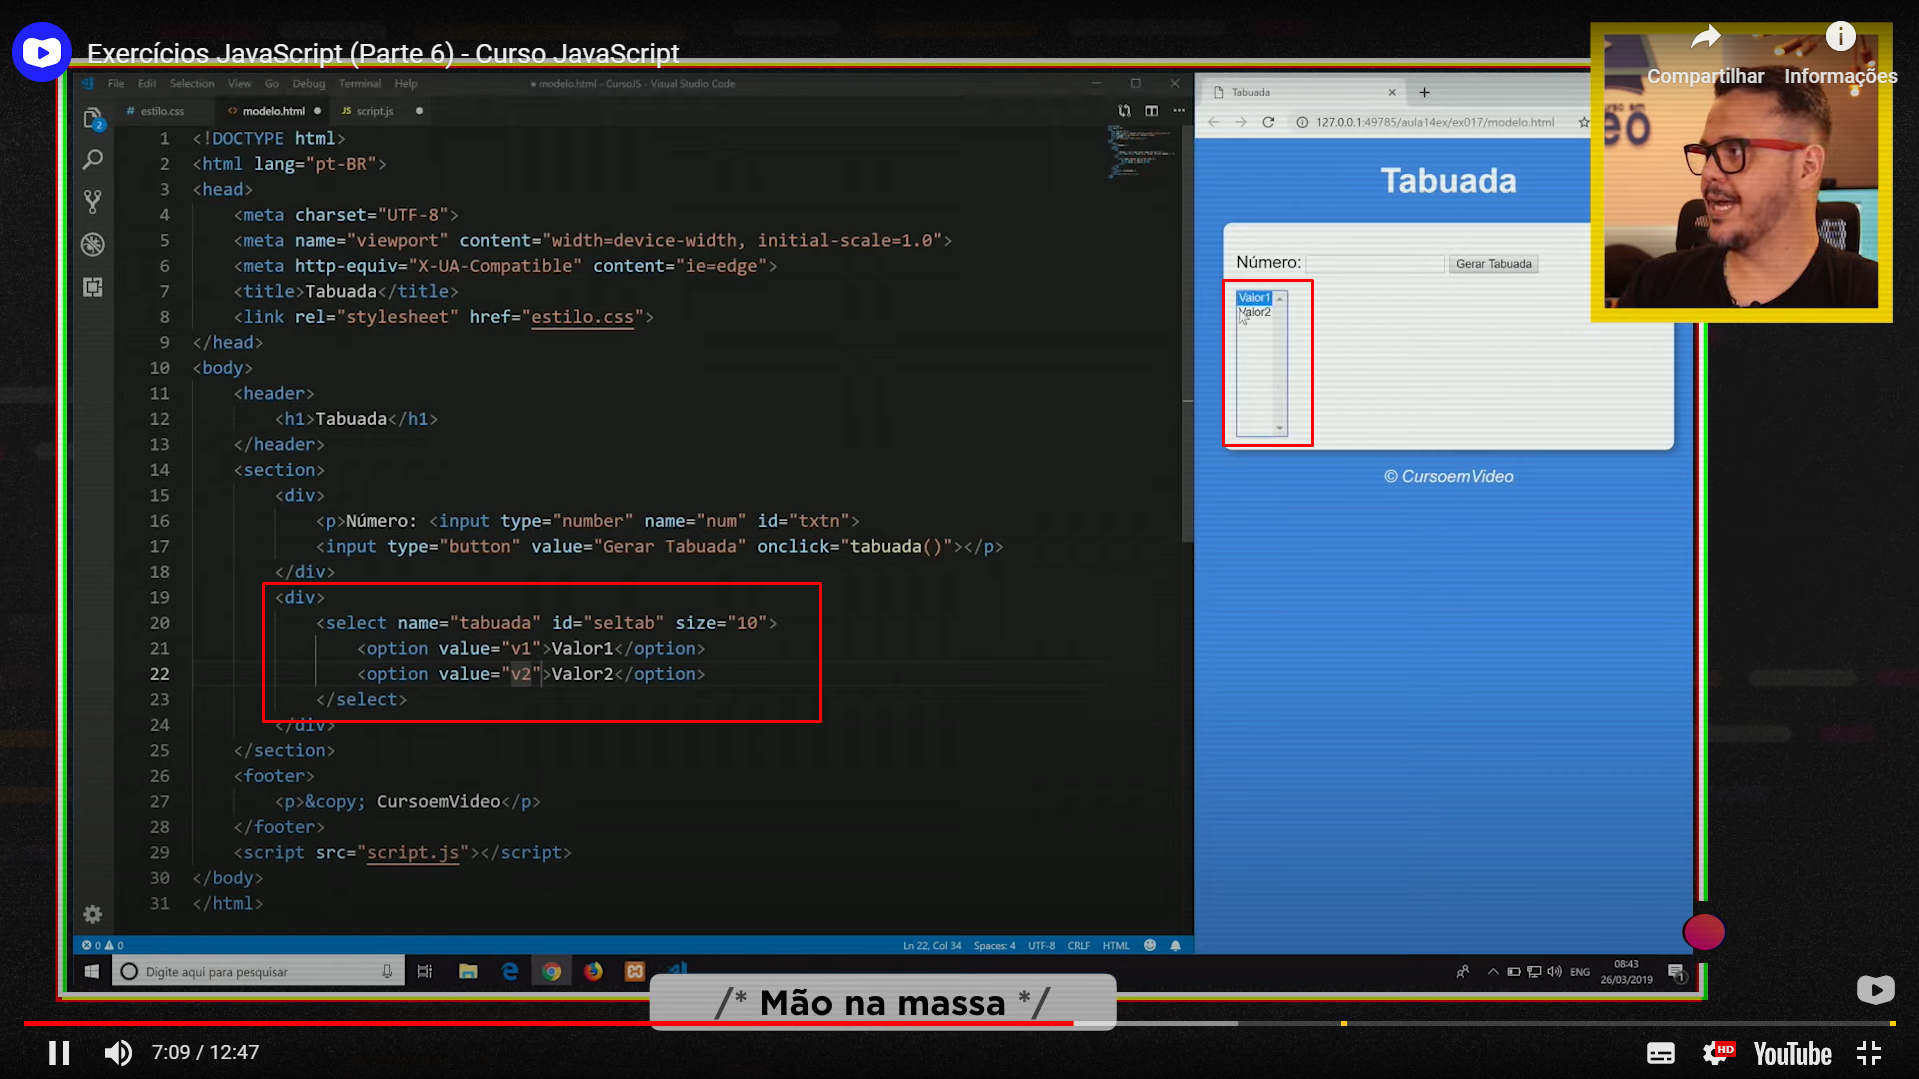 Exercícios JavaScript (Parte 6) - Curso JavaScript
Compartilhar
Informações
File Edit Selection View Go Debug Terminal Help
● modelo.html - CursoJS - Visual Studio Code
# estilo.css
<> modelo.html ●
JS script.js ●
2
1 <!DOCTYPE html>
2 <html lang="pt-BR">
3 <head>
4 <meta charset="UTF-8">
5 <meta name="viewport" content="width=device-width, initial-scale=1.0">
6 <meta http-equiv="X-UA-Compatible" content="ie=edge">
7 <title>Tabuada</title>
8 <link rel="stylesheet" href="estilo.css">
9 </head>
10 <body>
11 <header>
12 <h1>Tabuada</h1>
13 </header>
14 <section>
15 <div>
16 <p>Número: <input type="number" name="num" id="txtn">
17 <input type="button" value="Gerar Tabuada" onclick="tabuada()"></p>
18 </div>
19 <div>
20 <select name="tabuada" id="seltab" size="10">
21 <option value="v1">Valor1</option>
22 <option value="v2">Valor2</option>
23 </select>
24 </div>
25 </section>
26 <footer>
27 <p>&copy; CursoemVideo</p>
28 </footer>
29 <script src="script.js"></script>
30 </body>
31 </html>
0 0
Ln 22, Col 34 Spaces: 4 UTF-8 CRLF HTML
Tabuada
127.0.0.1:49785/aula14ex/ex017/modelo.html
Tabuada
Número:
Gerar Tabuada
Valor1
Valor2
© CursoemVideo
Digite aqui para pesquisar
ENG
08:43
26/03/2019
1
/* Mão na massa */
7:09 / 12:47
HD
YouTube